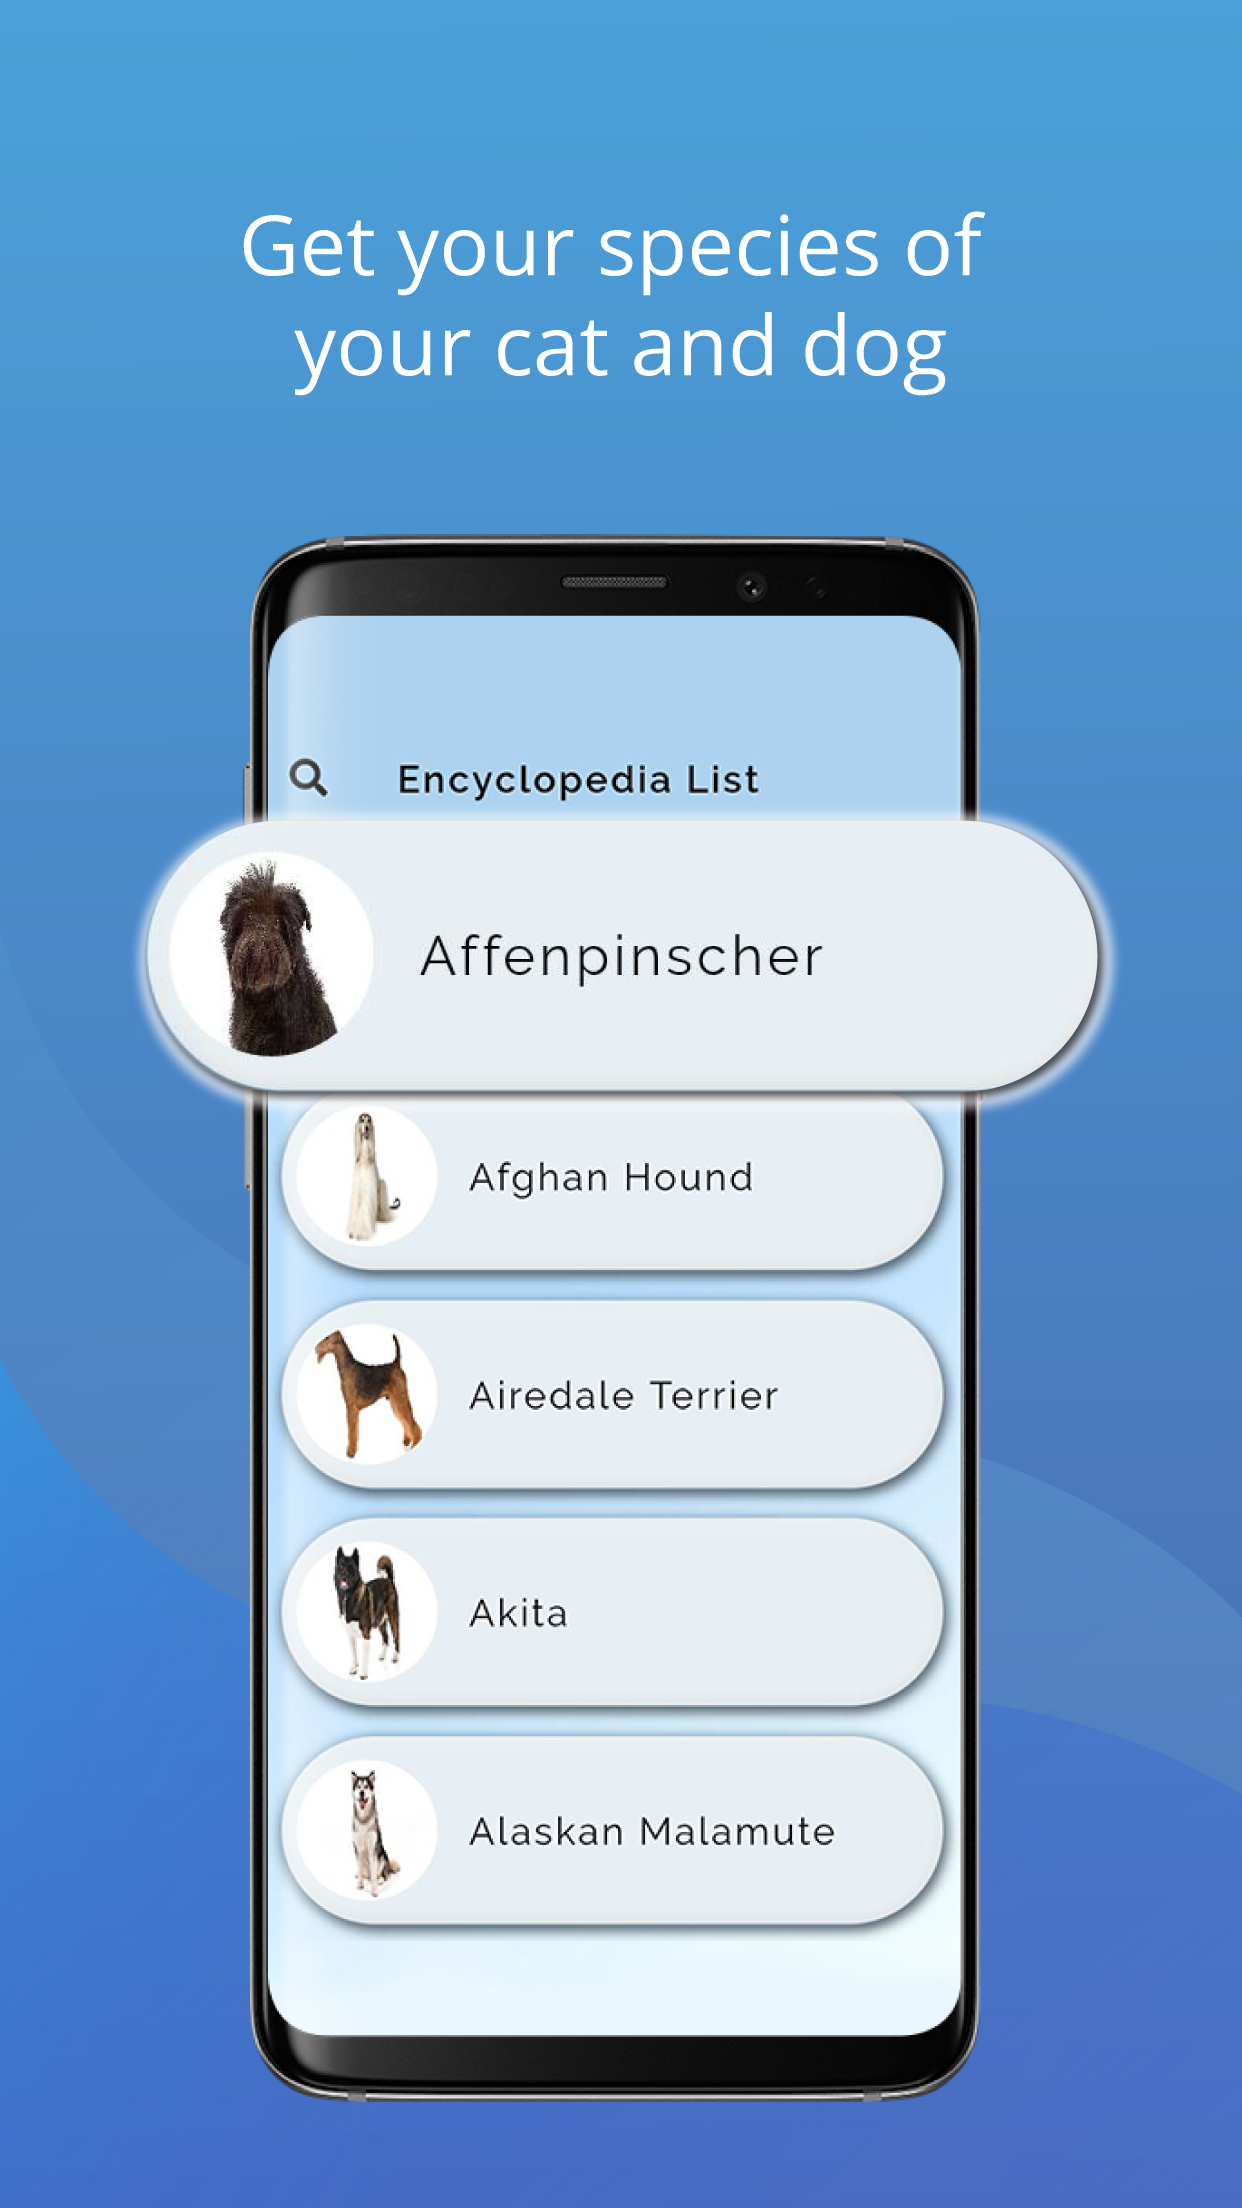 Get your species of
your cat and dog
Encyclopedia List
Affenpinscher
Afghan Hound
Airedale Terrier
Akita
Alaskan Malamute